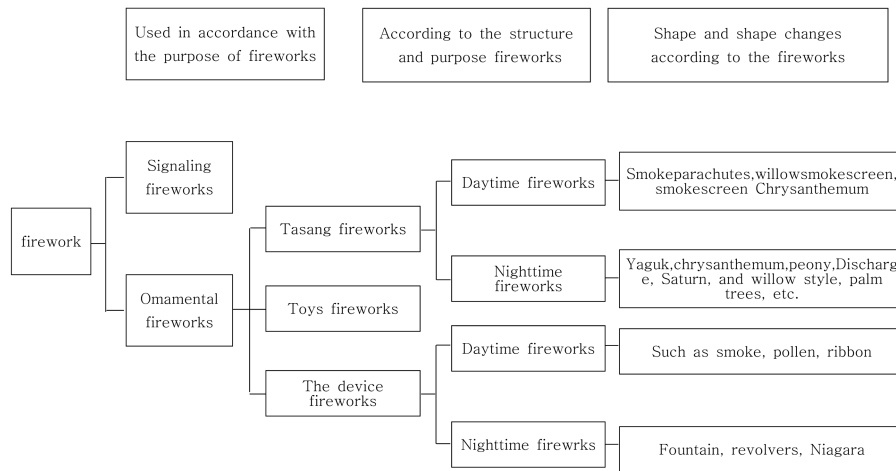 Used in accordance with
the purpose of fireworks
According to the structure
and purpose fireworks
Shape and shape changes
according to the fireworks
firework
Signaling
fireworks
Omamental
fireworks
Tasang fireworks
Toys fireworks
The device
fireworks
Daytime fireworks
Smokeparachutes,willowsmokescreen,
smokescreen Chrysanthemum
Nighttime
fireworks
Yaguk,chrysanthemum,peony,Discharg
e, Saturn, and willow style, palm
trees, etc.
Daytime fireworks
Such as smoke, pollen, ribbon
Nighttime firewrks
Fountain, revolvers, Niagara